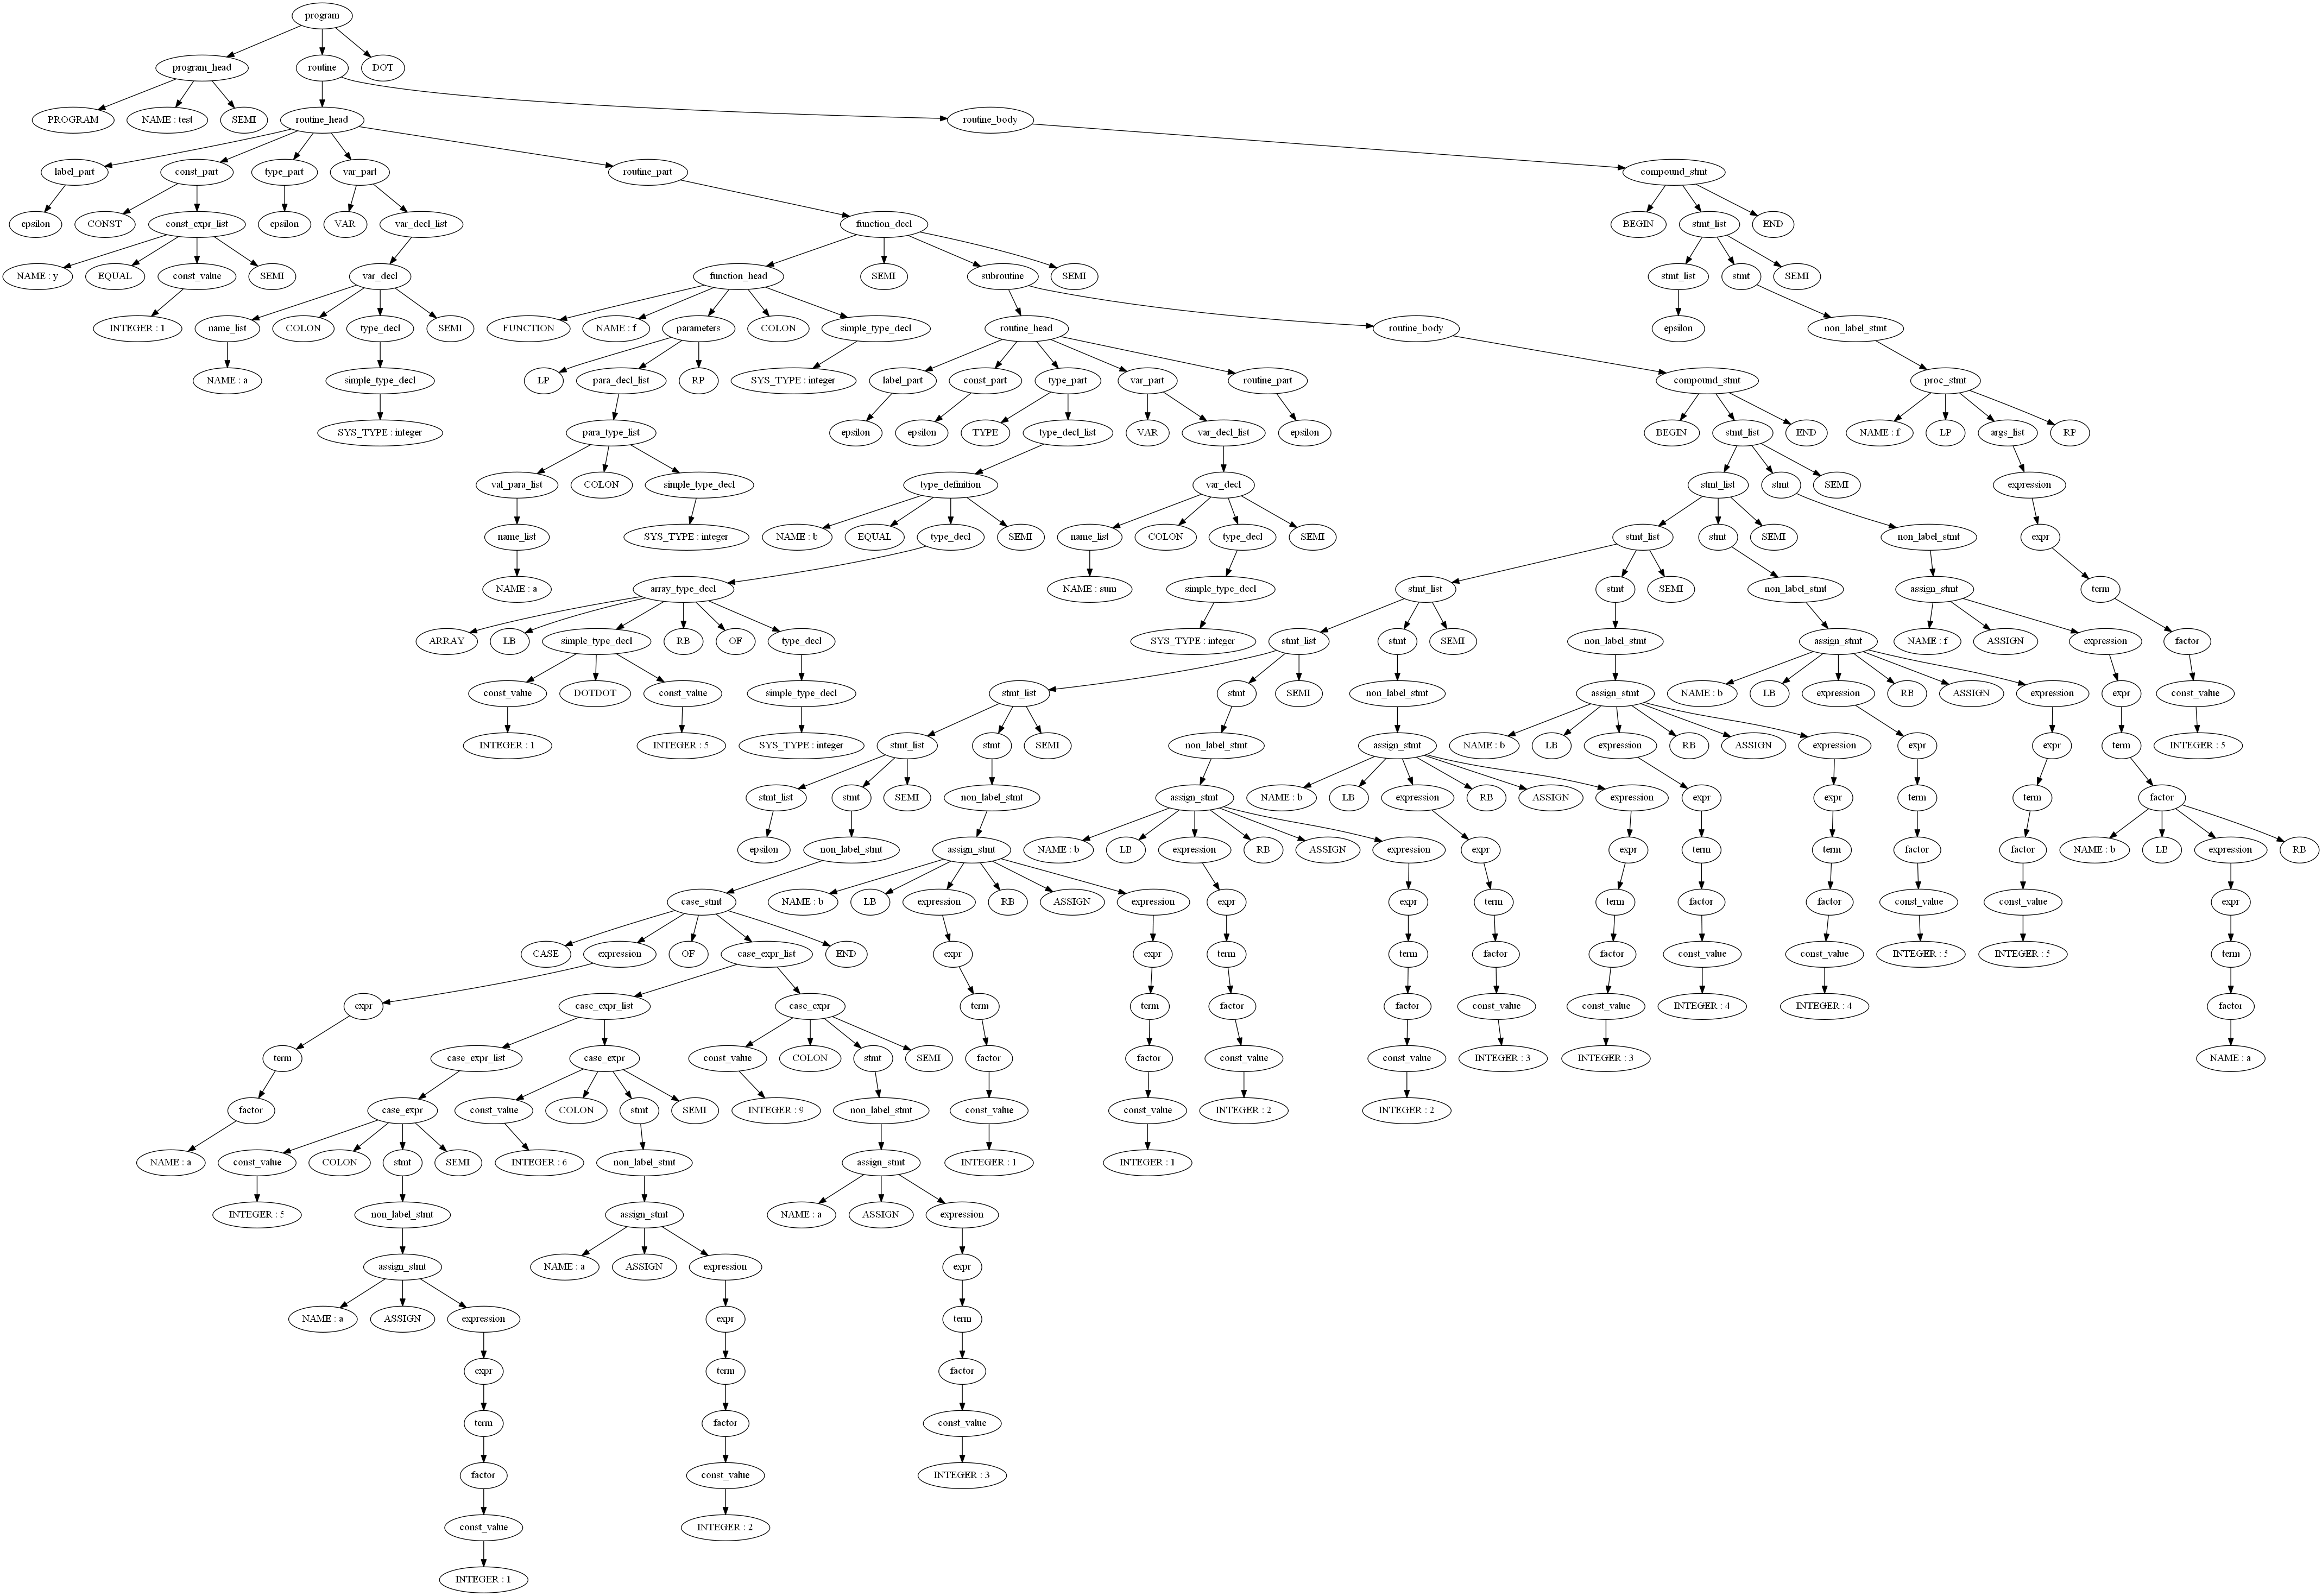 program
program_head routine DOT
PROGRAM NAME : test SEMI routine_head routine_body
label_part const_part type_part var_part routine_part compound_stmt
epsilon CONST const_expr_list epsilon VAR var_decl_list function_decl BEGIN stmt_list END
NAME : y EQUAL const_value SEMI var_decl function_head SEMI subroutine SEMI stmt_list stmt SEMI
INTEGER : 1 name_list COLON type_decl SEMI FUNCTION NAME : f parameters COLON simple_type_decl routine_head routine_body epsilon non_label_stmt
NAME : a simple_type_decl LP para_decl_list RP SYS_TYPE : integer label_part const_part type_part var_part routine_part compound_stmt proc_stmt
SYS_TYPE : integer para_type_list epsilon epsilon TYPE type_decl_list VAR var_decl_list epsilon BEGIN stmt_list END NAME : f LP args_list RP
val_para_list COLON simple_type_decl type_definition var_decl stmt_list stmt SEMI expression
name_list SYS_TYPE : integer NAME : b EQUAL type_decl SEMI name_list COLON type_decl SEMI stmt_list stmt SEMI non_label_stmt expr
NAME : a array_type_decl NAME : sum simple_type_decl stmt_list stmt SEMI non_label_stmt assign_stmt term
ARRAY LB simple_type_decl RB OF type_decl SYS_TYPE : integer stmt_list stmt SEMI non_label_stmt assign_stmt NAME : f ASSIGN expression factor
const_value DOTDOT const_value simple_type_decl stmt_list stmt SEMI non_label_stmt assign_stmt NAME : b LB expression RB ASSIGN expression expr const_value
INTEGER : 1 INTEGER : 5 SYS_TYPE : integer stmt_list stmt SEMI non_label_stmt assign_stmt NAME : b LB expression RB ASSIGN expression expr expr term INTEGER : 5
stmt_list stmt SEMI non_label_stmt assign_stmt NAME : b LB expression RB ASSIGN expression expr expr term term factor
epsilon non_label_stmt assign_stmt NAME : b LB expression RB ASSIGN expression expr expr term term factor factor NAME : b LB expression RB
case_stmt NAME : b LB expression RB ASSIGN expression expr expr term term factor factor const_value const_value expr
CASE expression OF case_expr_list END expr expr term term factor factor const_value const_value INTEGER : 5 INTEGER : 5 term
expr case_expr_list case_expr term term factor factor const_value const_value INTEGER : 4 INTEGER : 4 factor
term case_expr_list case_expr const_value COLON stmt SEMI factor factor const_value const_value INTEGER : 3 INTEGER : 3 NAME : a
factor case_expr const_value COLON stmt SEMI INTEGER : 9 non_label_stmt const_value const_value INTEGER : 2 INTEGER : 2
NAME : a const_value COLON stmt SEMI INTEGER : 6 non_label_stmt assign_stmt INTEGER : 1 INTEGER : 1
INTEGER : 5 non_label_stmt assign_stmt NAME : a ASSIGN expression
assign_stmt NAME : a ASSIGN expression expr
NAME : a ASSIGN expression expr term
expr term factor
term factor const_value
factor const_value INTEGER : 3
const_value INTEGER : 2
INTEGER : 1